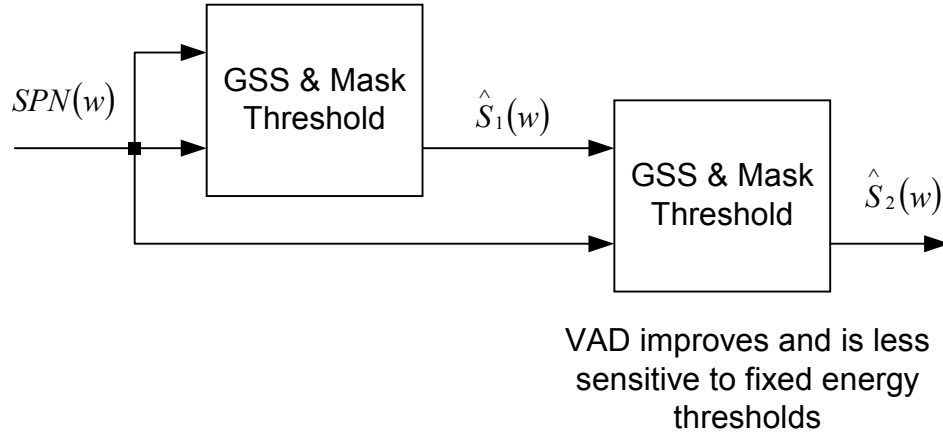 GSS & Mask
Threshold
SPN(w)
Ŝ₁(w)
GSS & Mask
Threshold
Ŝ₂(w)
VAD improves and is less
sensitive to fixed energy
thresholds